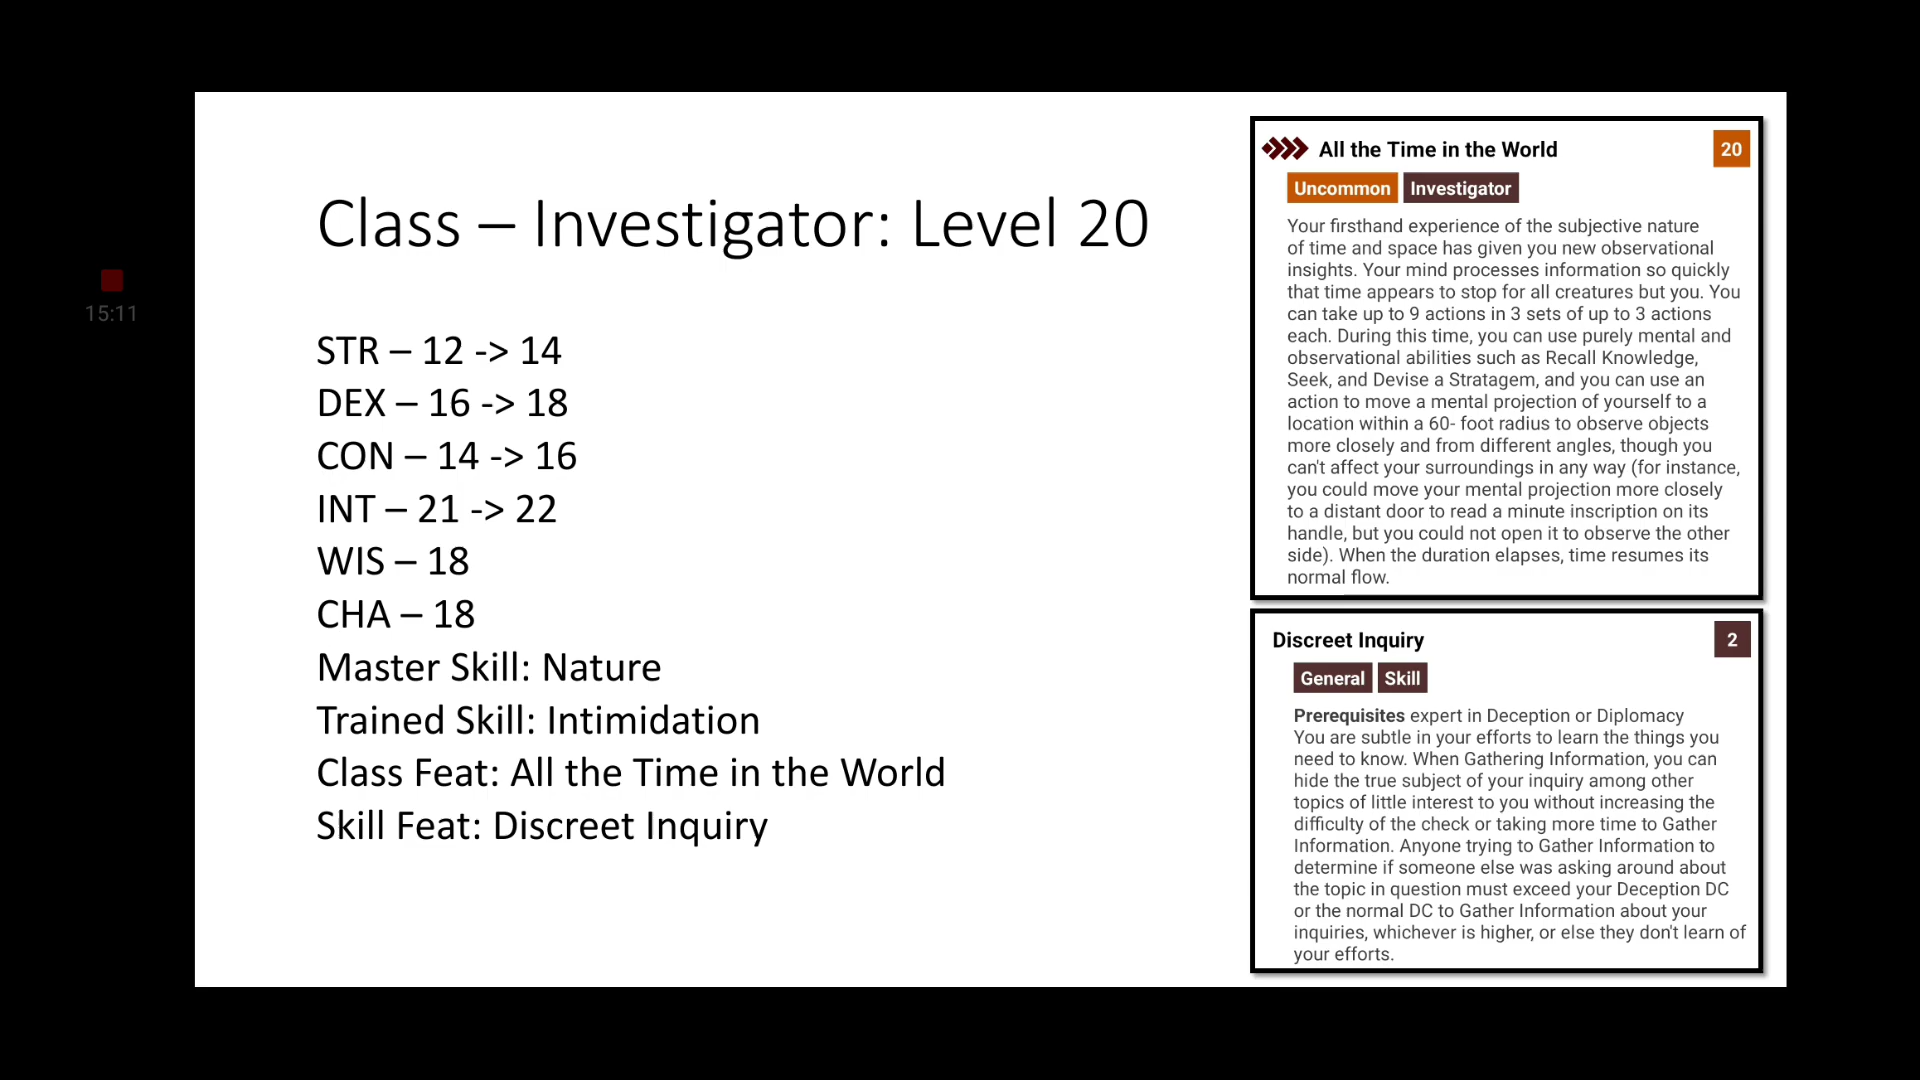 Class – Investigator: Level 20
15:11
STR – 12 -> 14
DEX – 16 -> 18
CON – 14 -> 16
INT – 21 -> 22
WIS – 18
CHA – 18
Master Skill: Nature
Trained Skill: Intimidation
Class Feat: All the Time in the World
Skill Feat: Discreet Inquiry
All the Time in the World 20
Uncommon Investigator
Your firsthand experience of the subjective nature
of time and space has given you new observational
insights. Your mind processes information so quickly
that time appears to stop for all creatures but you. You
can take up to 9 actions in 3 sets of up to 3 actions
each. During this time, you can use purely mental and
observational abilities such as Recall Knowledge,
Seek, and Devise a Stratagem, and you can use an
action to move a mental projection of yourself to a
location within a 60- foot radius to observe objects
more closely and from different angles, though you
can't affect your surroundings in any way (for instance,
you could move your mental projection more closely
to a distant door to read a minute inscription on its
handle, but you could not open it to observe the other
side). When the duration elapses, time resumes its
normal flow.
Discreet Inquiry 2
General Skill
Prerequisites expert in Deception or Diplomacy
You are subtle in your efforts to learn the things you
need to know. When Gathering Information, you can
hide the true subject of your inquiry among other
topics of little interest to you without increasing the
difficulty of the check or taking more time to Gather
Information. Anyone trying to Gather Information to
determine if someone else was asking around about
the topic in question must exceed your Deception DC
or the normal DC to Gather Information about your
inquiries, whichever is higher, or else they don't learn of
your efforts.